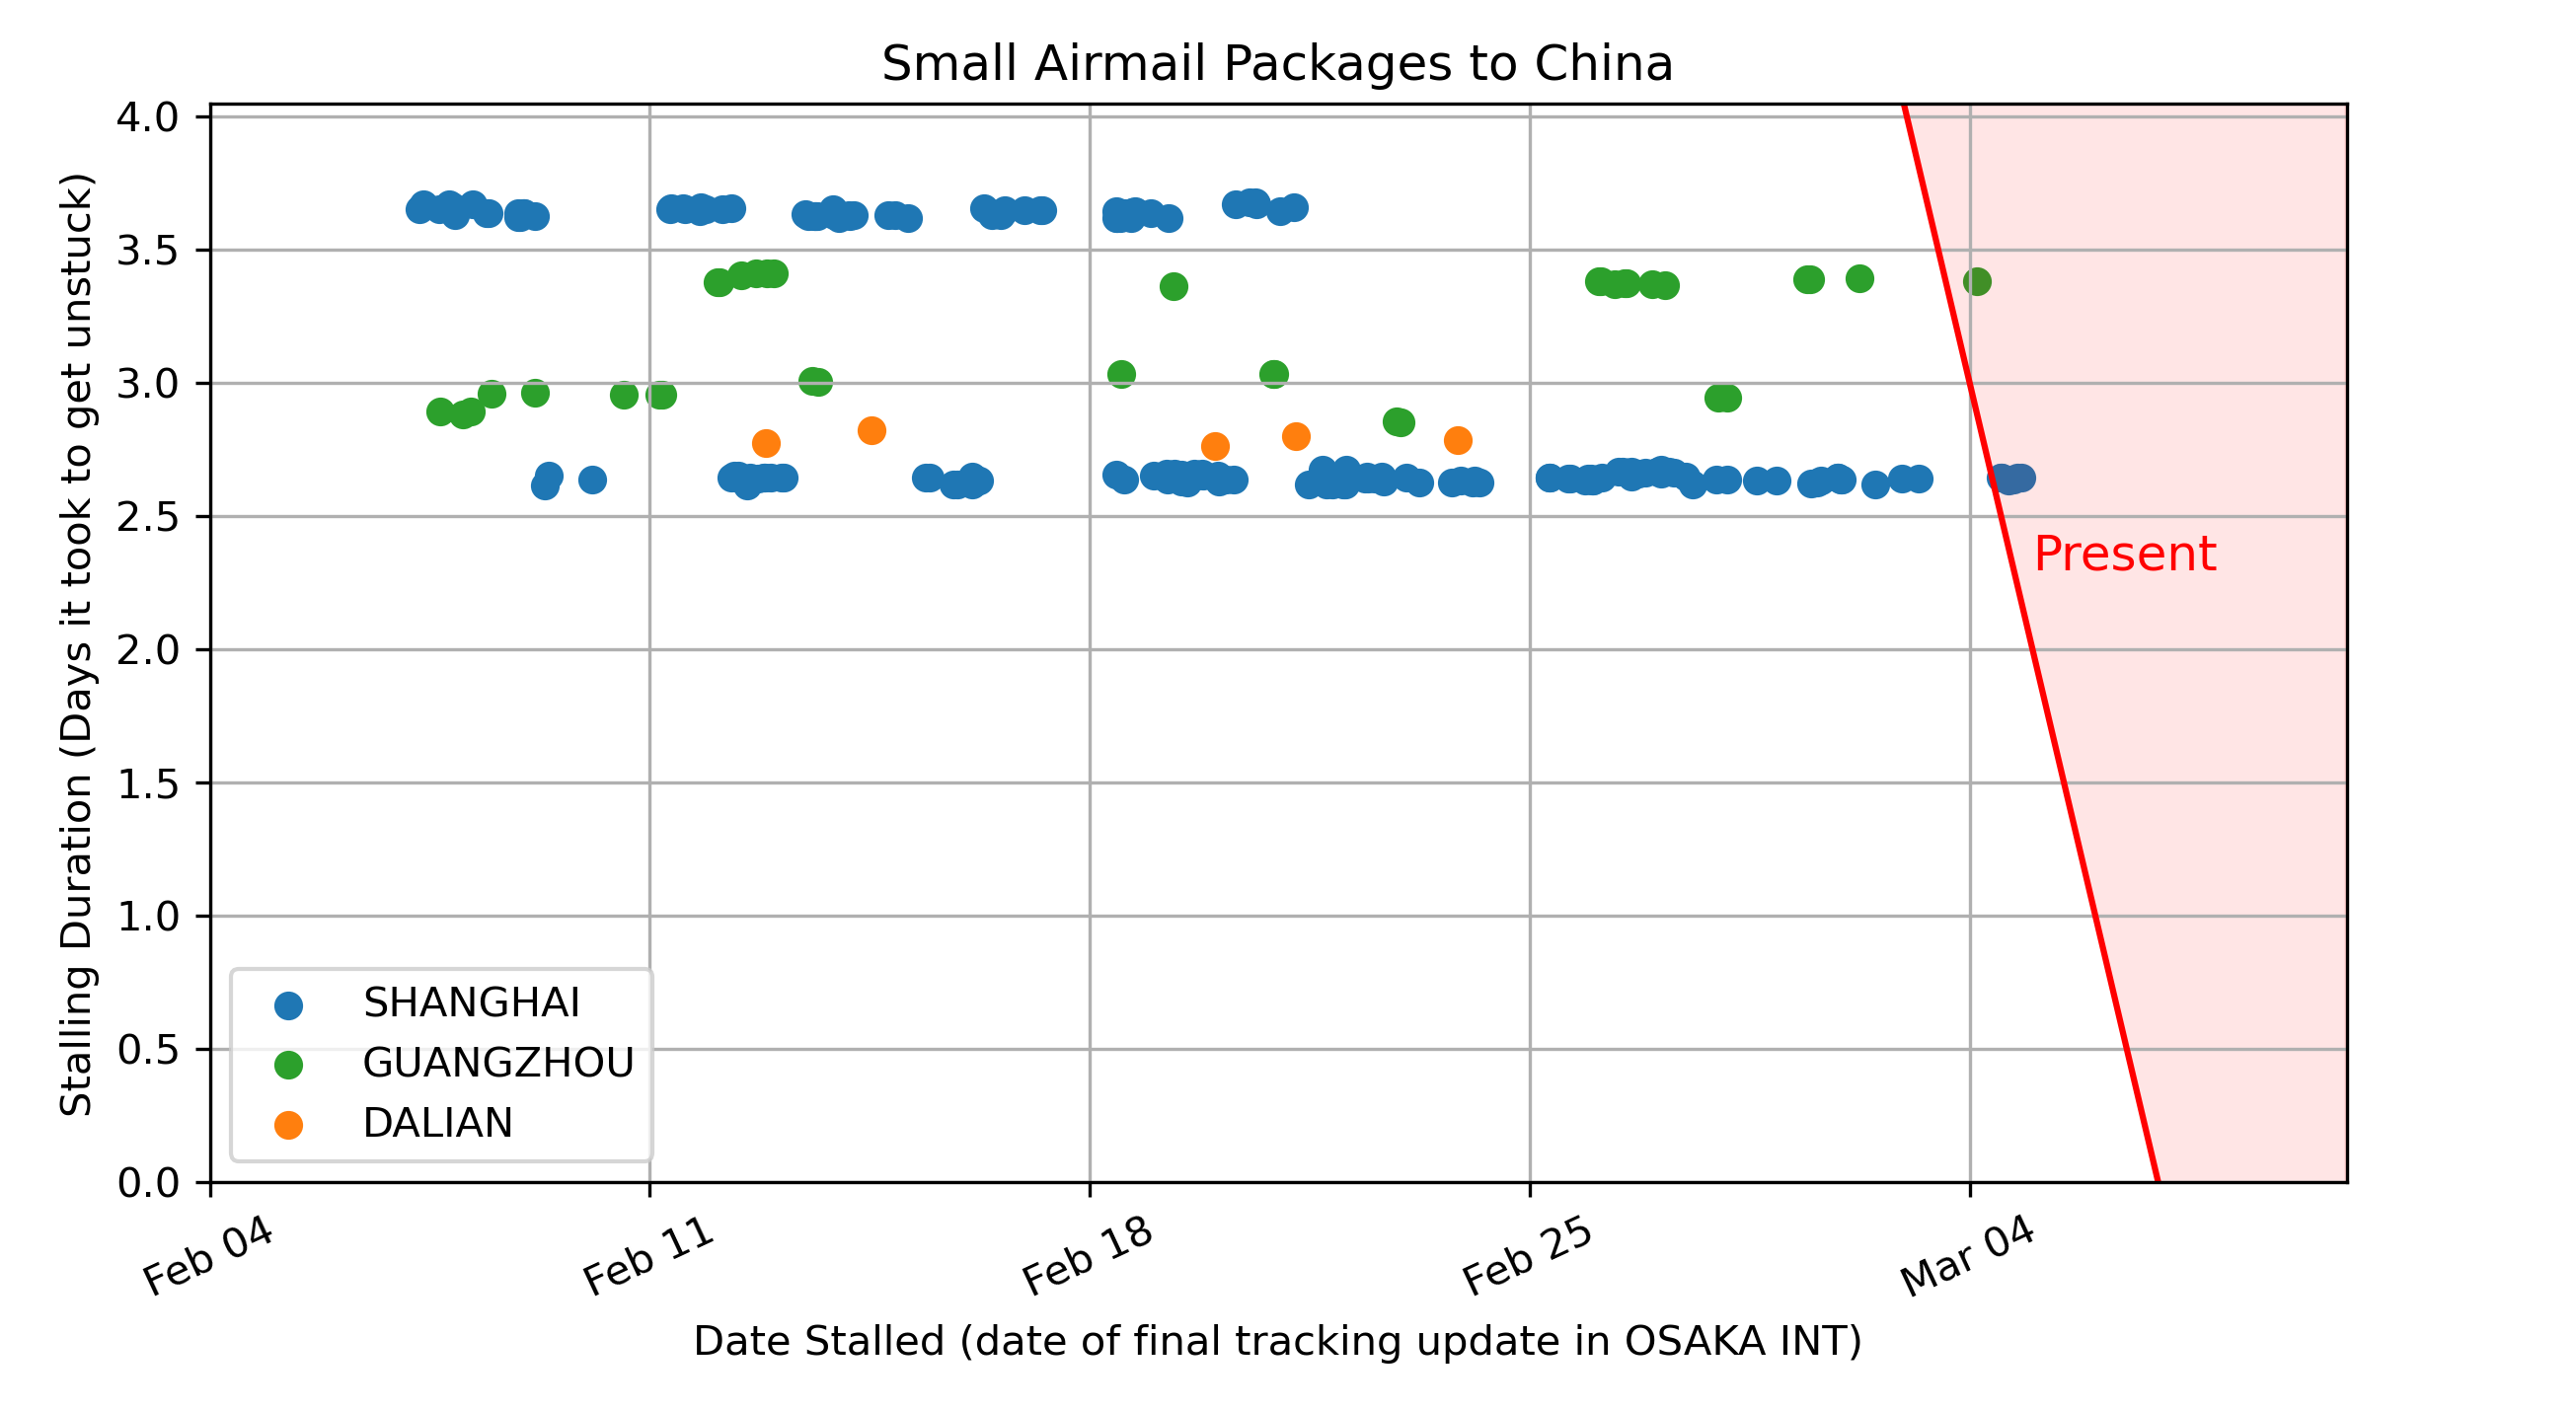 Small Airmail Packages to China
Stalling Duration (Days it took to get unstuck)
4.0
3.5
3.0
2.5
2.0
1.5
1.0
0.5
0.0
Present
SHANGHAI
GUANGZHOU
DALIAN
Feb 04
Feb 11
Feb 18
Feb 25
Mar 04
Date Stalled (date of final tracking update in OSAKA INT)